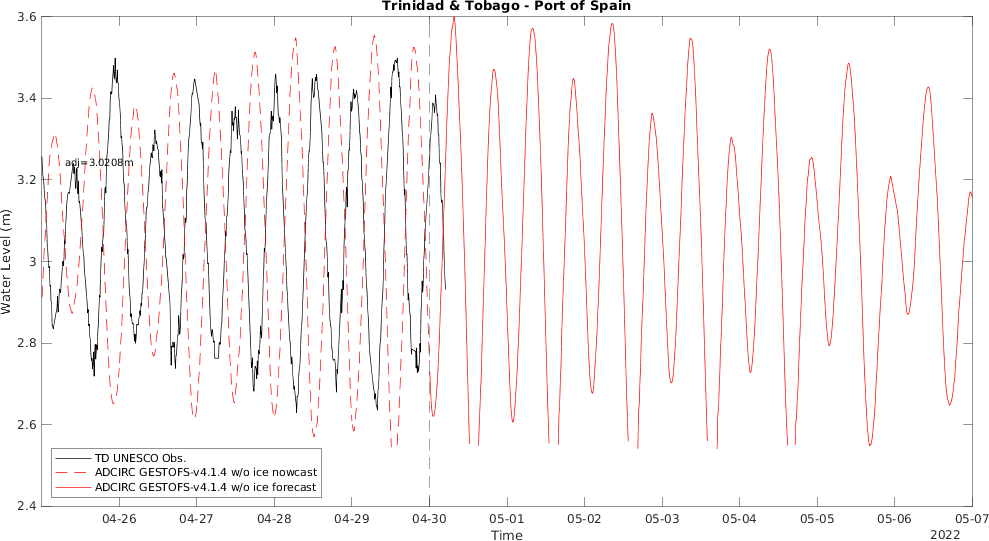 Trinidad & Tobago - Port of Spain
3.6
3.4
3.2
3
2.8
2.6
2.4
Water Level (m)
adj=3.0208m
TD UNESCO Obs.
ADCIRC GESTOFS-v4.1.4 w/o ice nowcast
ADCIRC GESTOFS-v4.1.4 w/o ice forecast
04-26 04-27 04-28 04-29 04-30 05-01 05-02 05-03 05-04 05-05 05-06 05-07
Time
2022